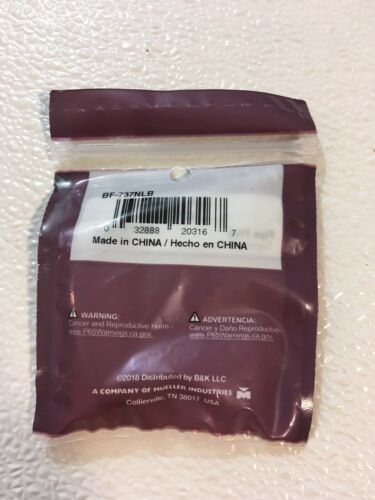 BF-737NLB
0 32888 20316 7
Made in CHINA / Hecho en CHINA
WARNING:
Cancer and Reproductive Harm -
www.P65Warnings.ca.gov
ADVERTENCIA:
Cáncer y Daño Reproductivo -
www.P65Warnings.ca.gov.
©2018 Distributed by B&K LLC
A COMPANY OF MUELLER INDUSTRIES
Collierville, TN 38017 USA